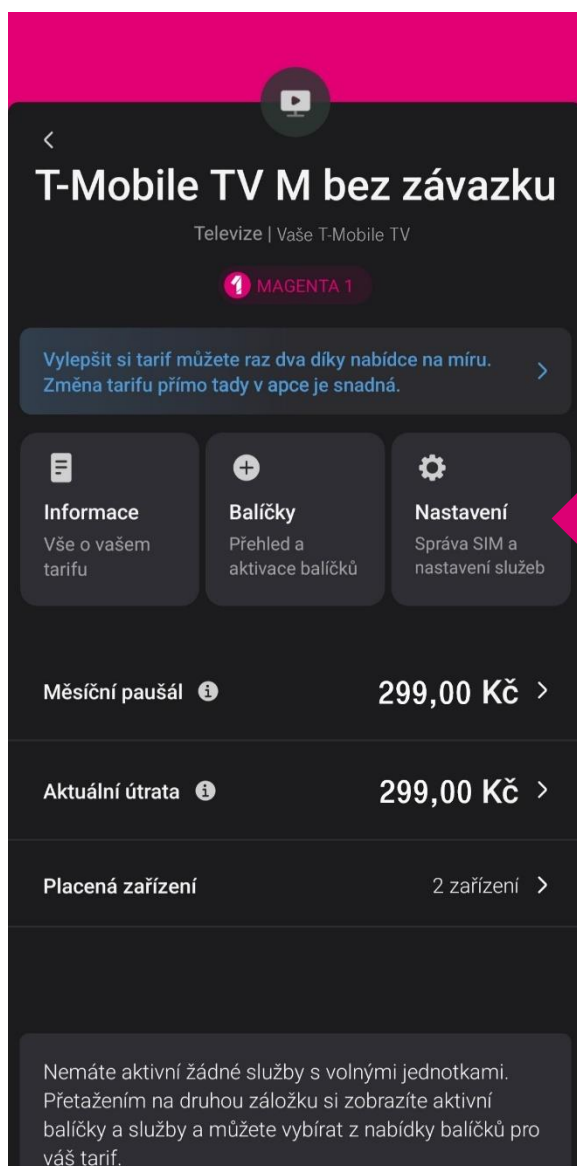 T-Mobile TV M bez závazku
Televize | Vaše T-Mobile TV
1 MAGENTA 1
Vylepšit si tarif můžete raz dva díky nabídce na míru.
Změna tarifu přímo tady v apce je snadná.
Informace
Vše o vašem
tarifu
Balíčky
Přehled a
aktivace balíčků
Nastavení
Správa SIM a
nastavení služeb
Měsíční paušál
299,00 Kč
Aktuální útrata
299,00 Kč
Placená zařízení
2 zařízení
Nemáte aktivní žádné služby s volnými jednotkami.
Přetažením na druhou záložku si zobrazíte aktivní
balíčky a služby a můžete vybírat z nabídky balíčků pro
váš tarif.